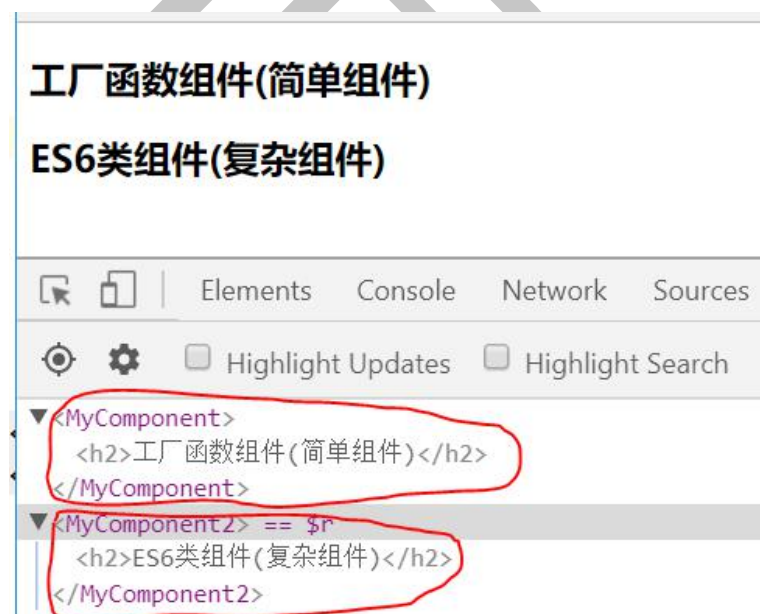 工厂函数组件(简单组件)
ES6类组件(复杂组件)
Elements Console Network Sources
Highlight Updates Highlight Search
<MyComponent>
<h2>工厂函数组件(简单组件)</h2>
</MyComponent>
<MyComponent2> == $r
<h2>ES6类组件(复杂组件)</h2>
</MyComponent2>